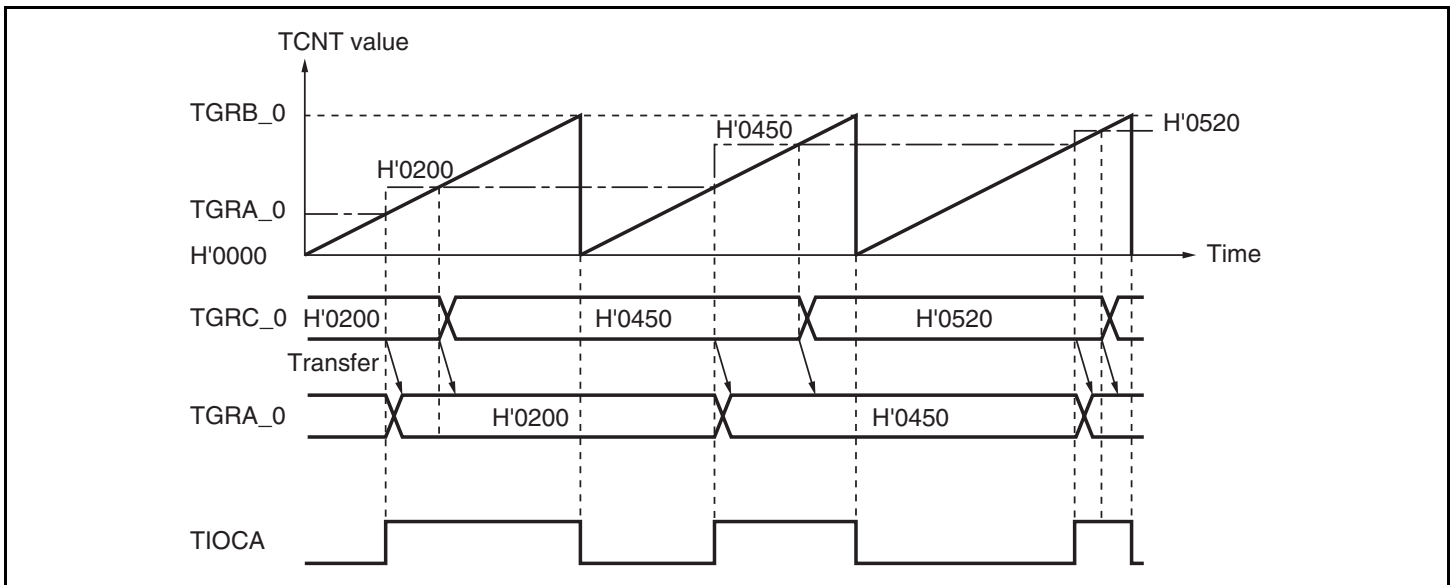 TCNT value
TGRB_0
H'0450
H'0520
H'0200
TGRA_0
H'0000
Time
TGRC_0 H'0200 H'0450 H'0520
Transfer
TGRA_0 H'0200 H'0450
TIOCA